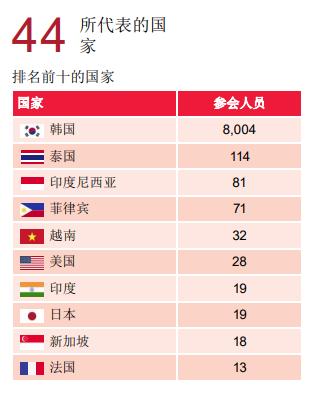 44 所代表的国
家
排名前十的国家
国家 参会人员
韩国 8,004
泰国 114
印度尼西亚 81
菲律宾 71
越南 32
美国 28
印度 19
日本 19
新加坡 18
法国 13